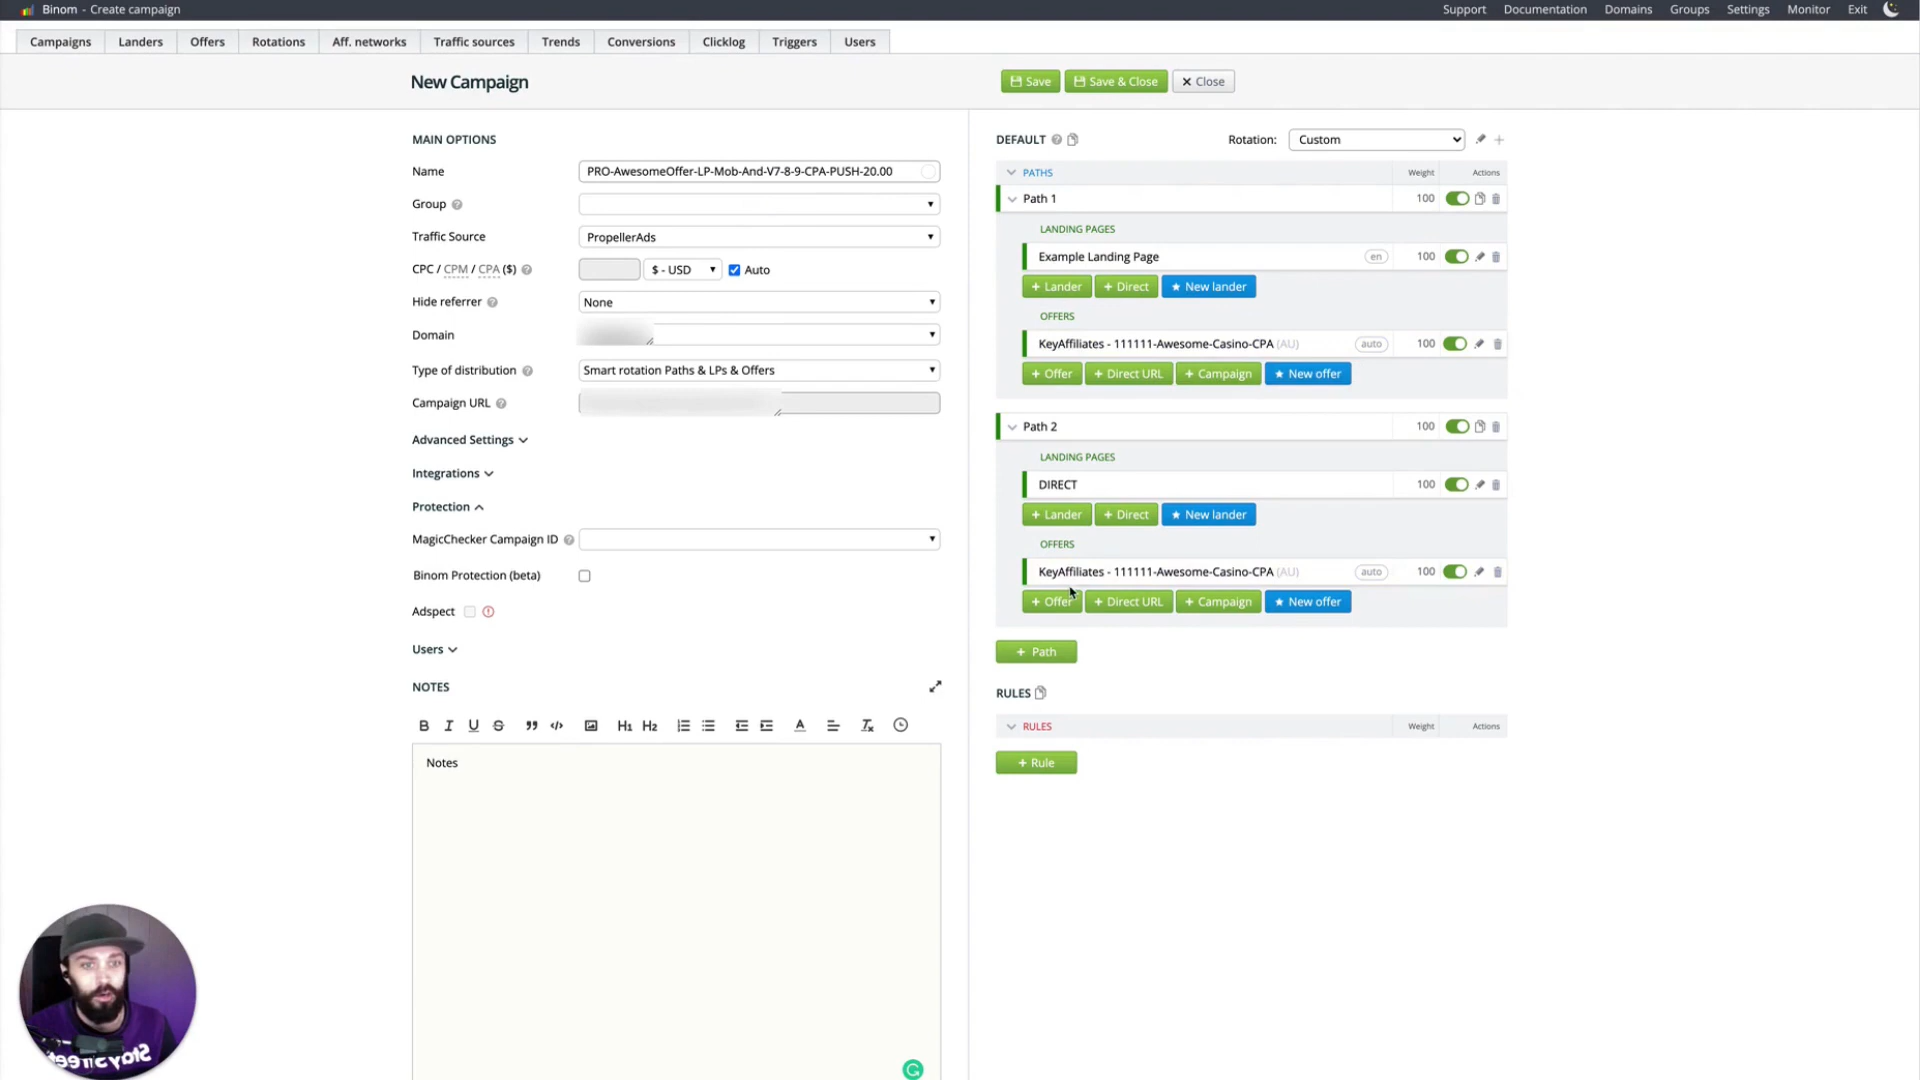 Binom - Create campaign
Support Documentation Domains Groups Settings Monitor Exit
Campaigns Landers Offers Rotations Aff. networks Traffic sources Trends Conversions Clicklog Triggers Users
New Campaign
Save Save & Close Close
MAIN OPTIONS
Name PRO-AwesomeOffer-LP-Mob-And-V7-8-9-CPA-PUSH-20.00
Group
Traffic Source PropellerAds
CPC / CPM / CPA ($) $ - USD Auto
Hide referrer None
Domain
Type of distribution Smart rotation Paths & LPs & Offers
Campaign URL
Advanced Settings
Integrations
Protection
MagicChecker Campaign ID
Binom Protection (beta)
Adspect
Users
NOTES
B I U S H1 H2 A Tx
Notes
DEFAULT Rotation: Custom
PATHS Weight Actions
Path 1 100
LANDING PAGES
Example Landing Page en 100
+ Lander + Direct New lander
OFFERS
KeyAffiliates - 111111-Awesome-Casino-CPA (AU) auto 100
+ Offer + Direct URL + Campaign New offer
Path 2 100
LANDING PAGES
DIRECT 100
+ Lander + Direct New lander
OFFERS
KeyAffiliates - 111111-Awesome-Casino-CPA (AU) auto 100
+ Offer + Direct URL + Campaign New offer
+ Path
RULES
RULES Weight Actions
+ Rule